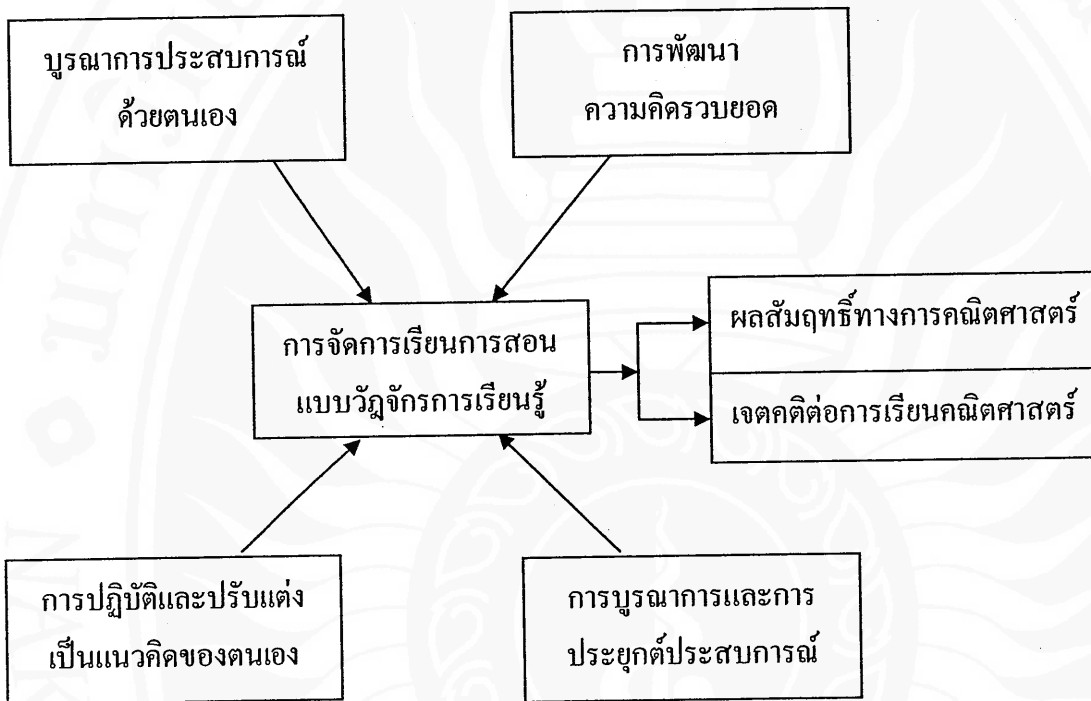 บูรณาการประสบการณ์
ด้วยตนเอง
การพัฒนา
ความคิดรวบยอด
การจัดการเรียนการสอน
แบบวัฎจักรการเรียนรู้
ผลสัมฤทธิ์ทางการคณิตศาสตร์
เจตคติต่อการเรียนคณิตศาสตร์
การปฏิบัติและปรับแต่ง
เป็นแนวคิดของตนเอง
การบูรณาการและการ
ประยุกต์ประสบการณ์